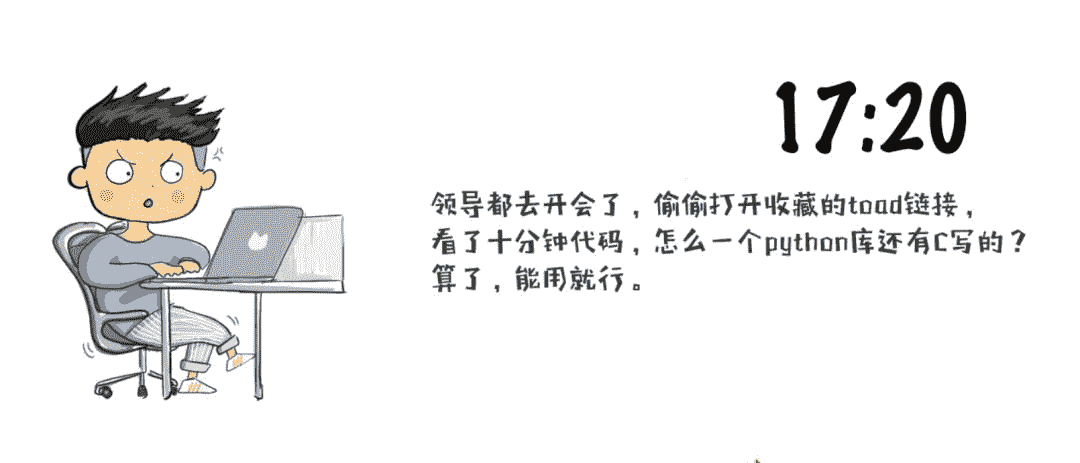 17:20
领导都去开会了，偷偷打开收藏的toad链接，
看了十分钟代码，怎么一个python库还有C写的？
算了，能用就行。